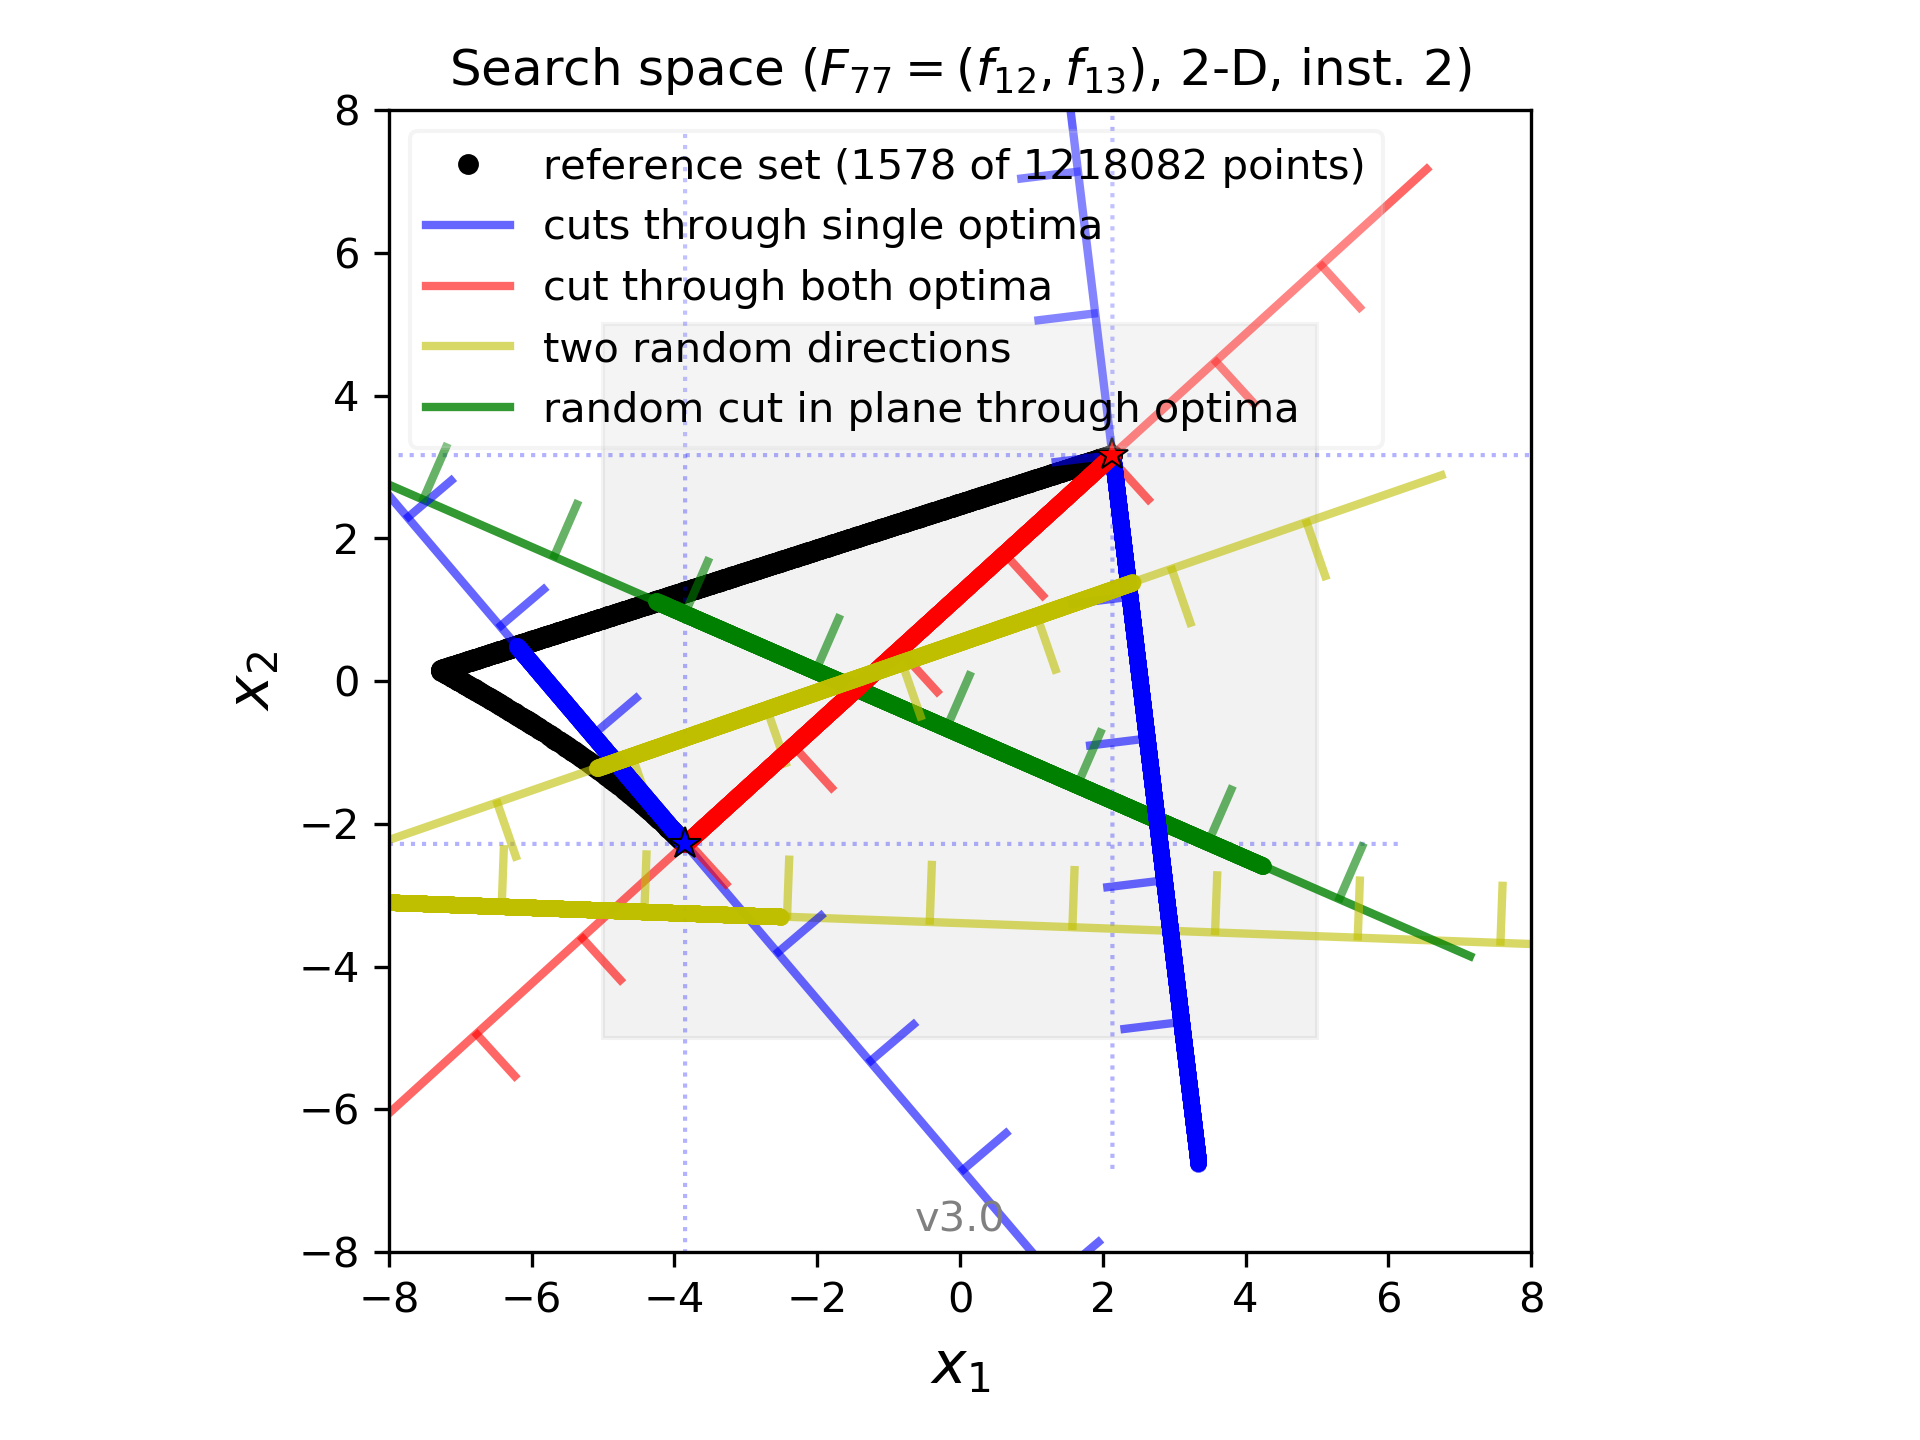 Search space (F77 = (f12, f13), 2-D, inst. 2)
reference set (1578 of 1218082 points)
cuts through single optima
cut through both optima
two random directions
random cut in plane through optima
8
6
4
2
0
−2
−4
−6
−8
x2
v3.0
−8 −6 −4 −2 0 2 4 6 8
x1